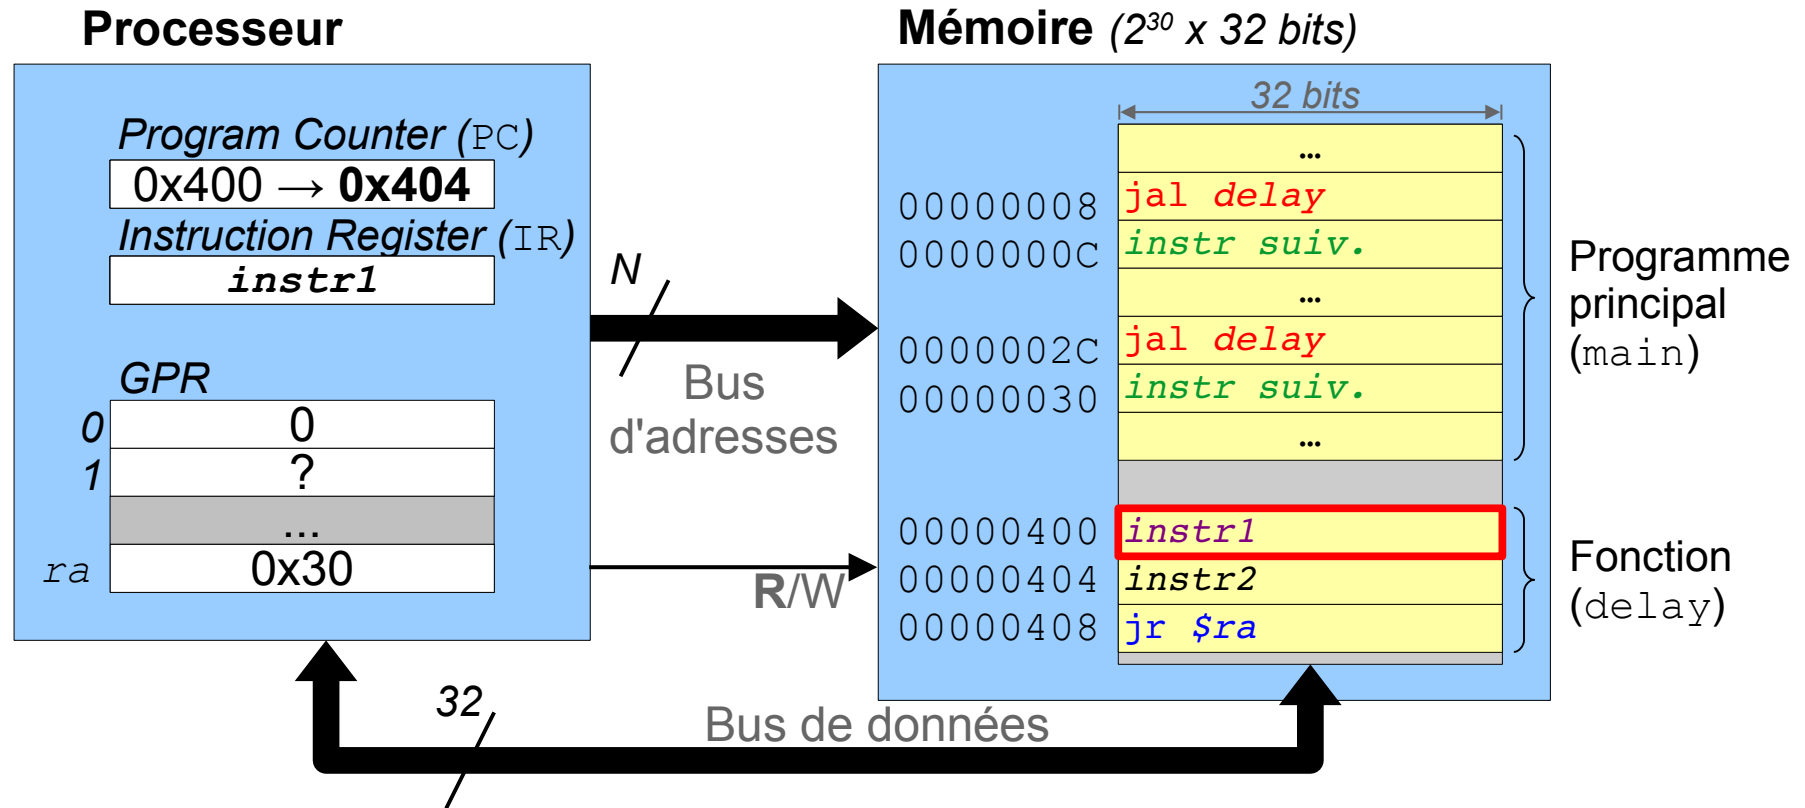 Processeur
Mémoire (2³⁰ x 32 bits)
Program Counter (PC)
0x400 → 0x404
Instruction Register (IR)
instr1
GPR
0 0
1 ?
...
ra 0x30
N
Bus
d'adresses
R/W
32
Bus de données
32 bits
...
00000008 jal delay
0000000C instr suiv.
...
0000002C jal delay
00000030 instr suiv.
...
00000400 instr1
00000404 instr2
00000408 jr $ra
Programme
principal
(main)
Fonction
(delay)